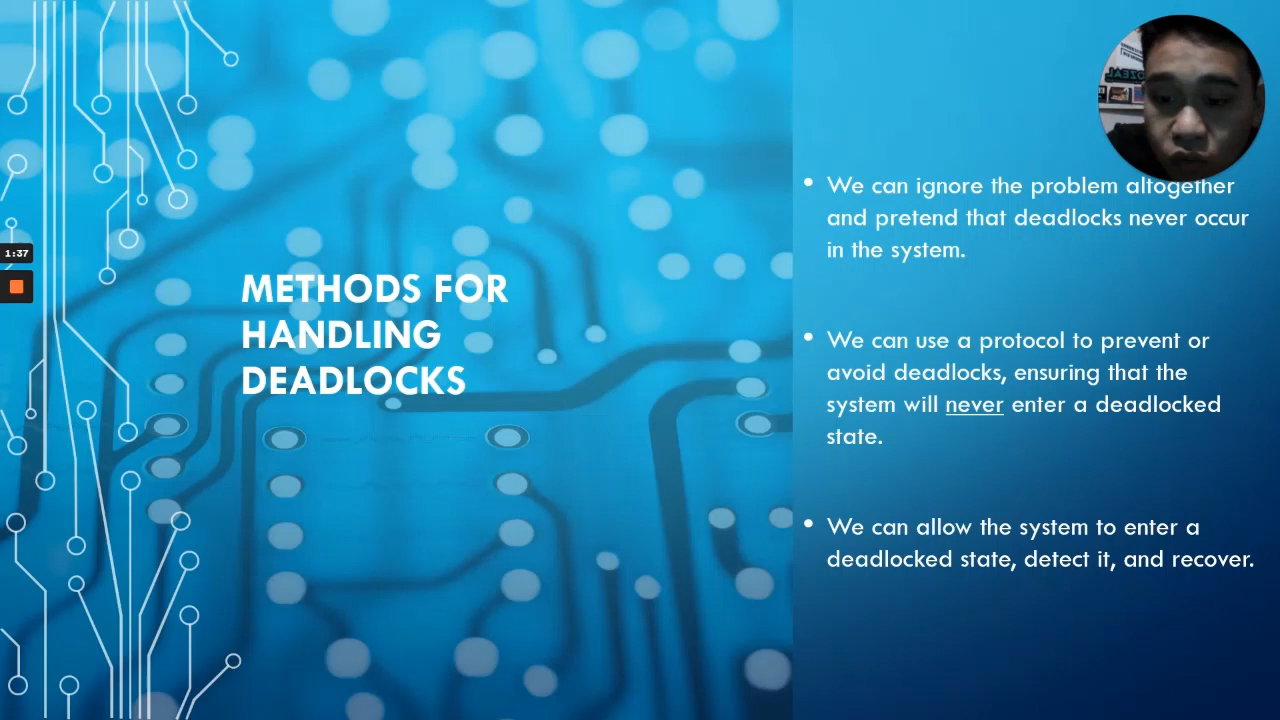 1:37
METHODS FOR
HANDLING
DEADLOCKS
• We can ignore the problem altogether
and pretend that deadlocks never occur
in the system.
• We can use a protocol to prevent or
avoid deadlocks, ensuring that the
system will never enter a deadlocked
state.
• We can allow the system to enter a
deadlocked state, detect it, and recover.